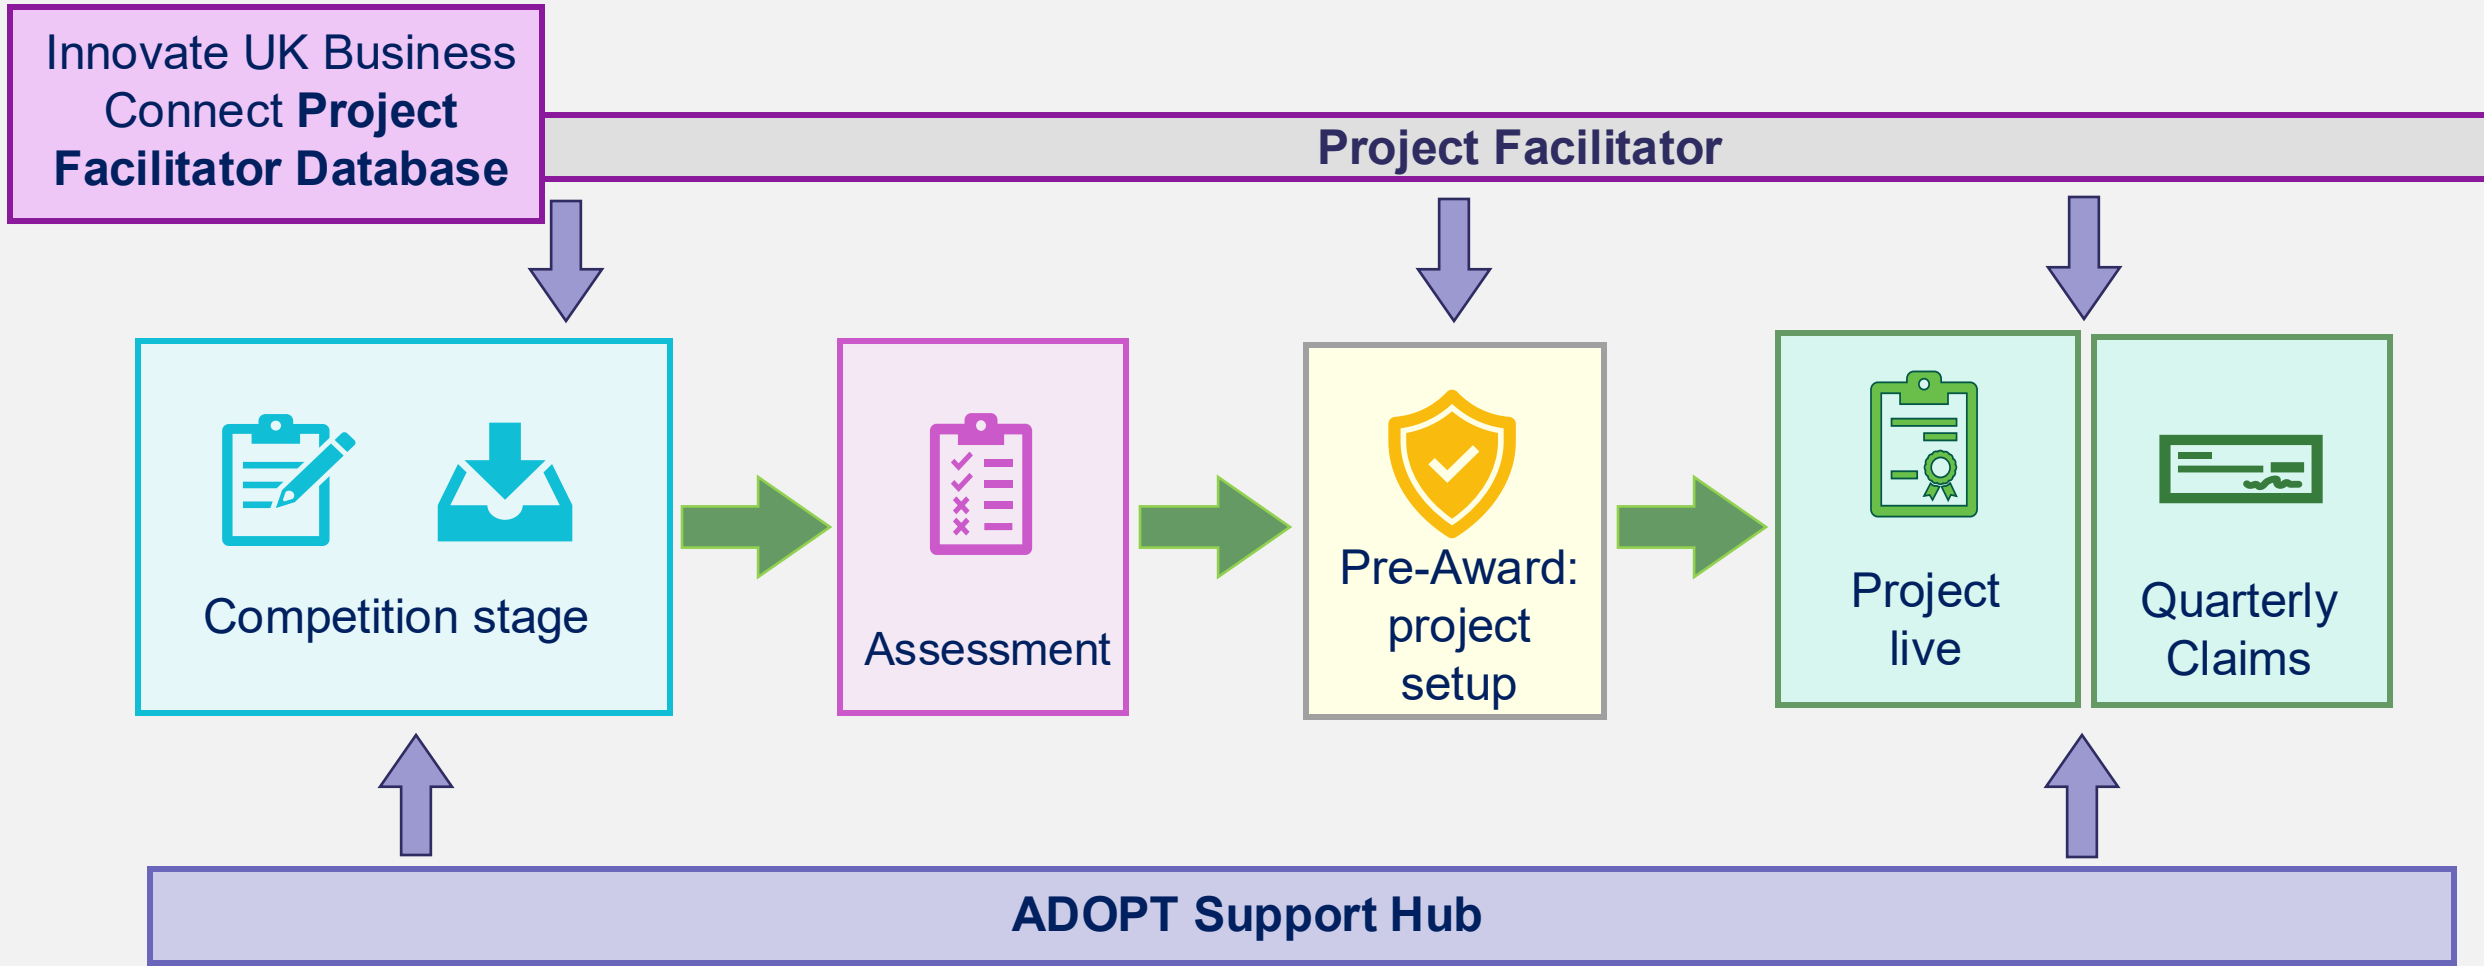 Innovate UK Business
Connect Project
Facilitator Database
Project Facilitator
Competition stage
Assessment
Pre-Award:
project
setup
Project
live
Quarterly
Claims
ADOPT Support Hub